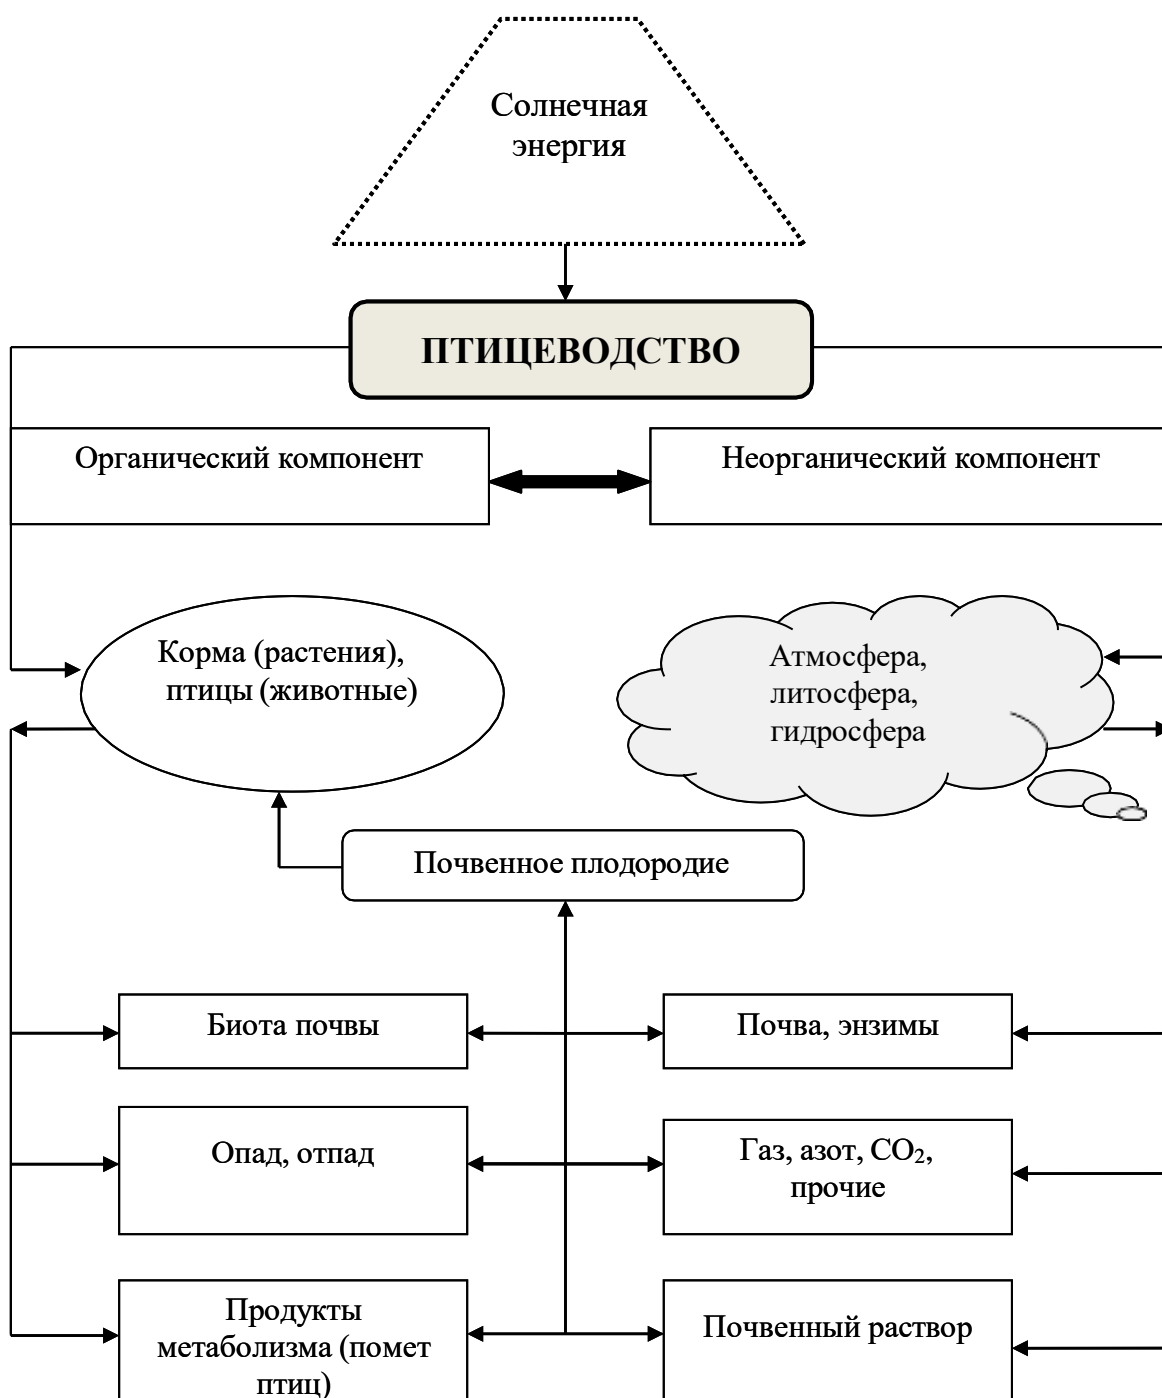 Солнечная
энергия
ПТИЦЕВОДСТВО
Органический компонент
Неорганический компонент
Корма (растения),
птицы (животные)
Атмосфера,
литосфера,
гидросфера
Почвенное плодородие
Биота почвы
Почва, энзимы
Опад, отпад
Газ, азот, CO₂,
прочие
Продукты
метаболизма (помет
птиц)
Почвенный раствор